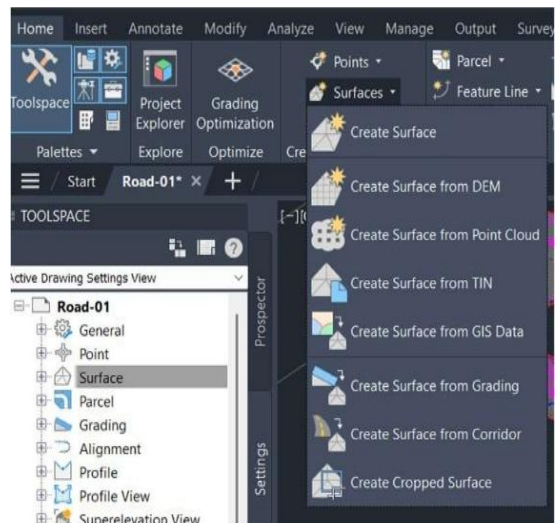 Home Insert Annotate Modify Analyze View Manage Output Survey
Toolspace
Project Explorer
Grading Optimization
Points
Surfaces
Parcel
Feature Line
Palettes Explore Optimize Cre
Create Surface
Create Surface from DEM
Create Surface from Point Cloud
Create Surface from TIN
Create Surface from GIS Data
Create Surface from Grading
Create Surface from Corridor
Create Cropped Surface
Start Road-01* × +
TOOLSPACE
Active Drawing Settings View
Road-01
General
Point
Surface
Parcel
Grading
Alignment
Profile
Profile View
Superelevation View
Prospector
Settings